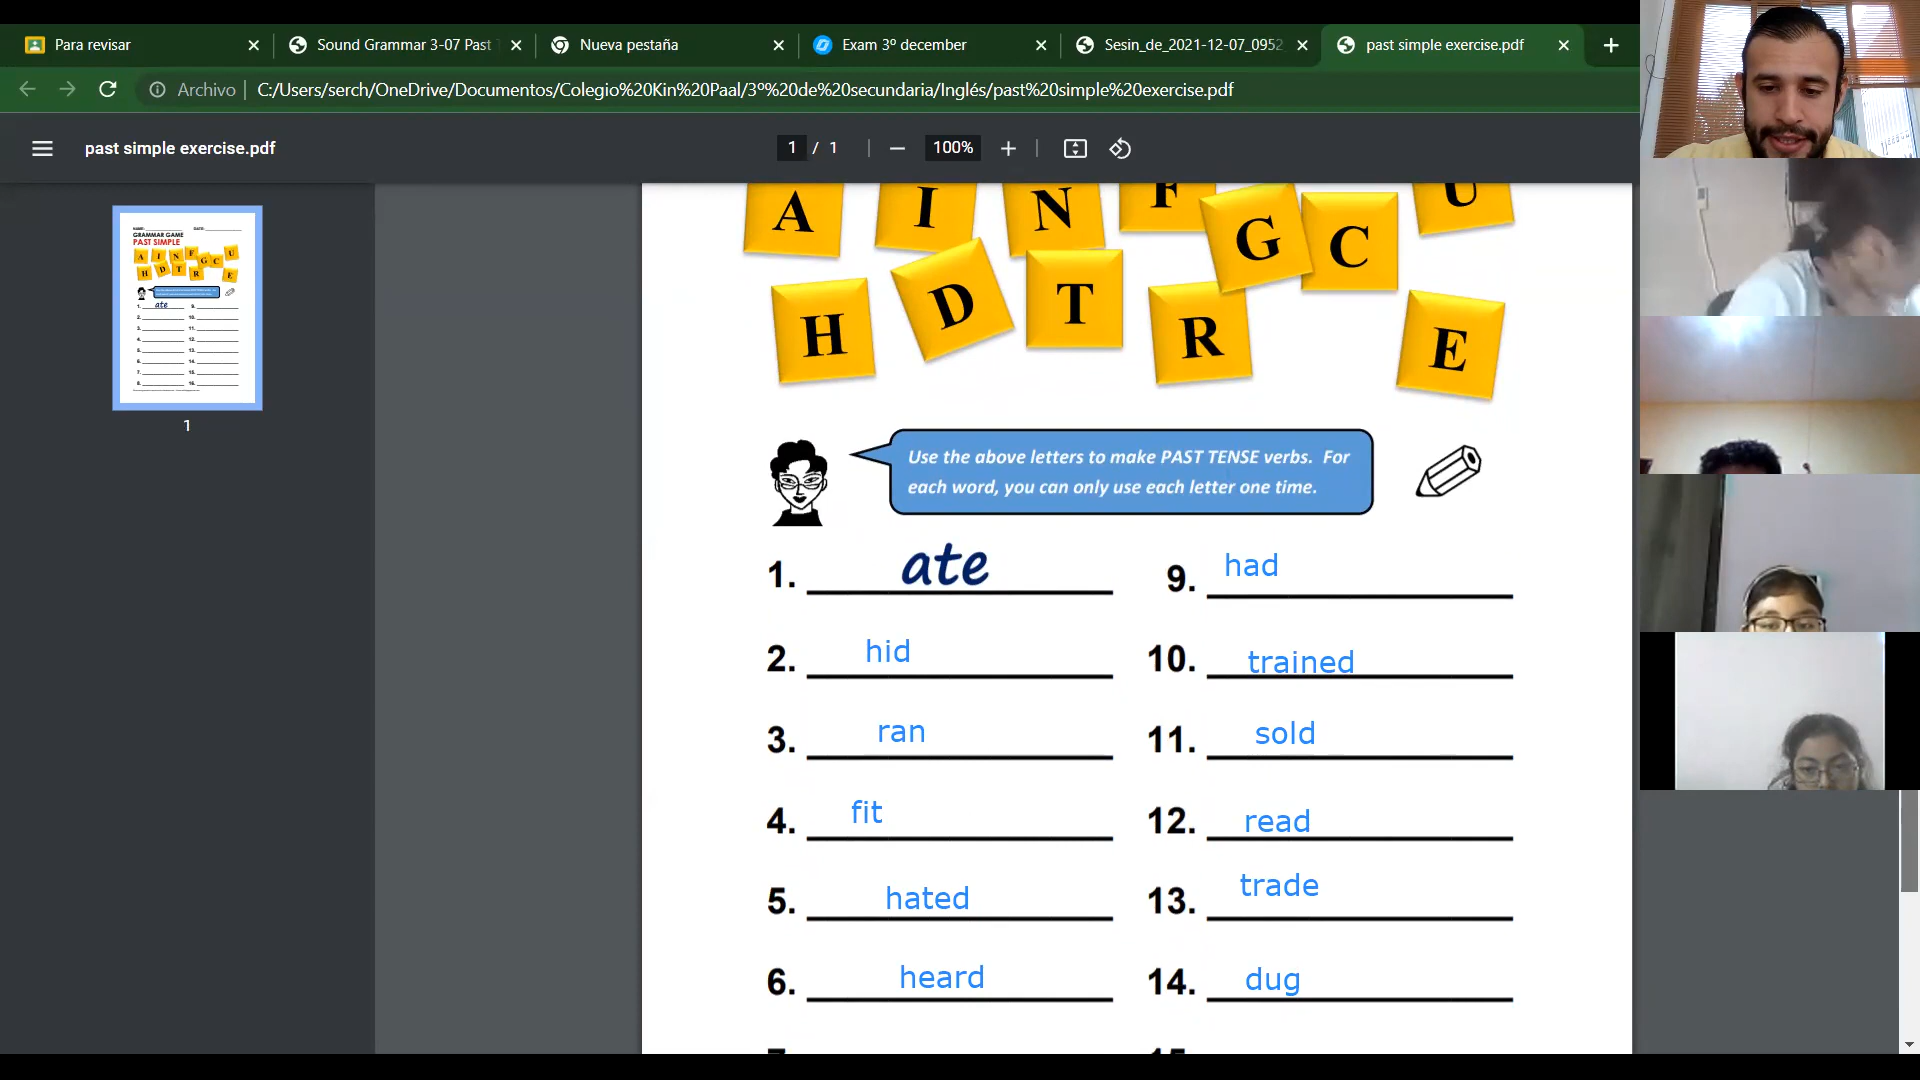 Para revisar
Sound Grammar 3-07 Past
Nueva pestaña
Exam 3º december
Sesin_de_2021-12-07_0952
past simple exercise.pdf
Archivo
C:/Users/serch/OneDrive/Documentos/Colegio%20Kin%20Paal/3º%20de%20secundaria/Inglés/past%20simple%20exercise.pdf
past simple exercise.pdf
1 / 1
100%
GRAMMAR GAME
PAST SIMPLE
1
A I N F G C U
H D T R E
Use the above letters to make PAST TENSE verbs. For
each word, you can only use each letter one time.
1. ate
2. hid
3. ran
4. fit
5. hated
6. heard
9. had
10. trained
11. sold
12. read
13. trade
14. dug